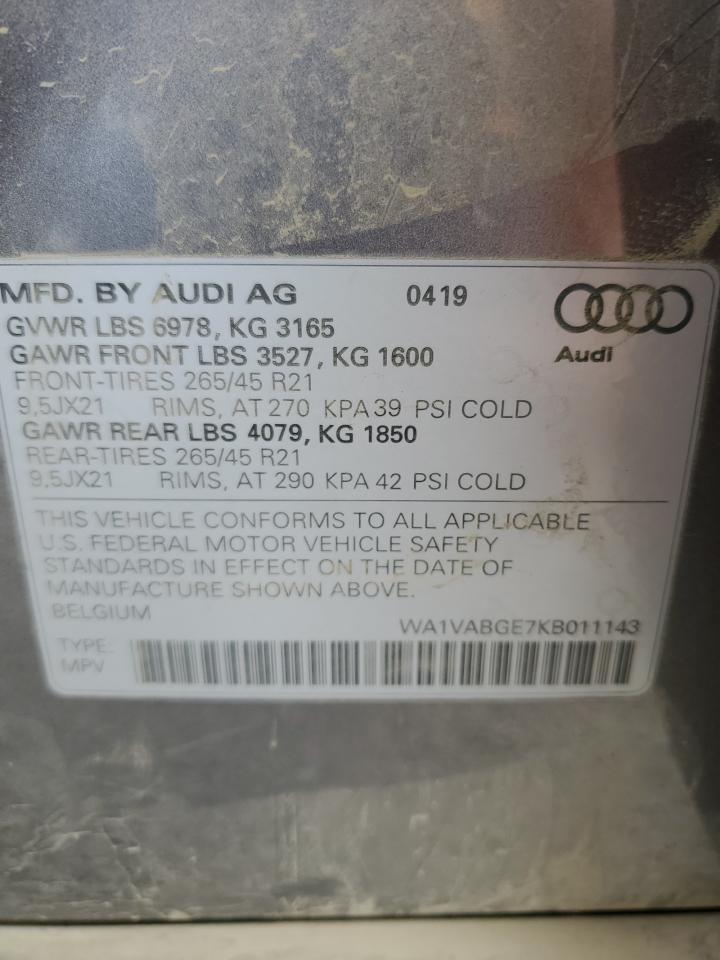 MFD. BY AUDI AG 0419
GVWR LBS 6978, KG 3165
GAWR FRONT LBS 3527, KG 1600
Audi
FRONT-TIRES 265/45 R21
9,5JX21 RIMS, AT 270 KPA 39 PSI COLD
GAWR REAR LBS 4079, KG 1850
REAR-TIRES 265/45 R21
9,5JX21 RIMS, AT 290 KPA 42 PSI COLD
THIS VEHICLE CONFORMS TO ALL APPLICABLE
U.S. FEDERAL MOTOR VEHICLE SAFETY
STANDARDS IN EFFECT ON THE DATE OF
MANUFACTURE SHOWN ABOVE.
BELGIUM
WA1VABGE7KB011143
TYPE:
MPV